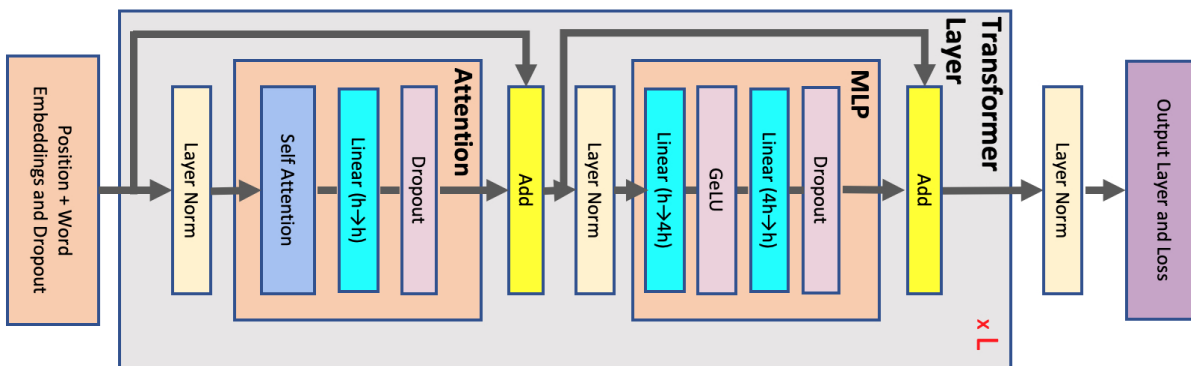 Position + Word
Embeddings and Dropout
Transformer
Layer
Layer Norm
Attention
Self Attention
Linear (h→h)
Dropout
Add
Layer Norm
MLP
Linear (h→4h)
GeLU
Linear (4h→h)
Dropout
Add
x L
Layer Norm
Output Layer and Loss